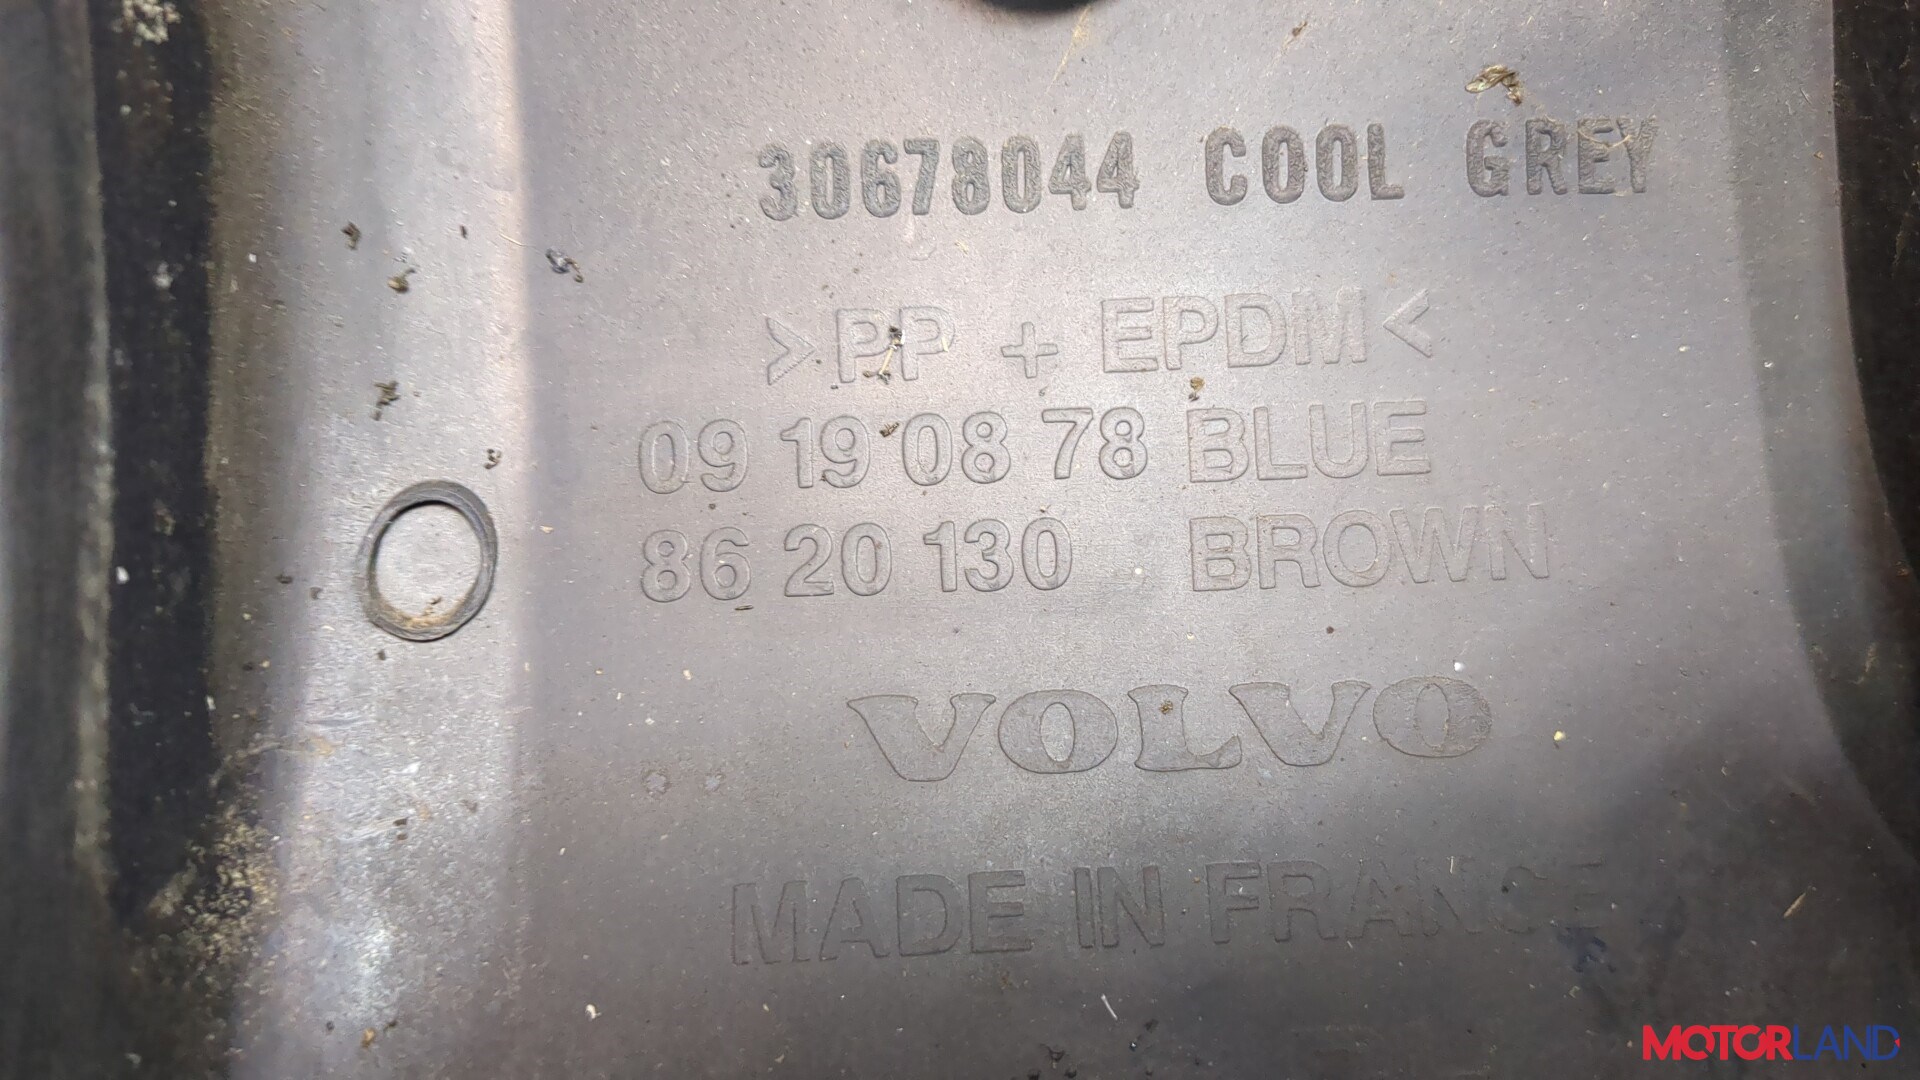 30678044 COOL GREY
>PP + EPDM<
09 19 08 78 BLUE
86 20 130 BROWN
VOLVO
MADE IN FRANCE
MOTORLAND